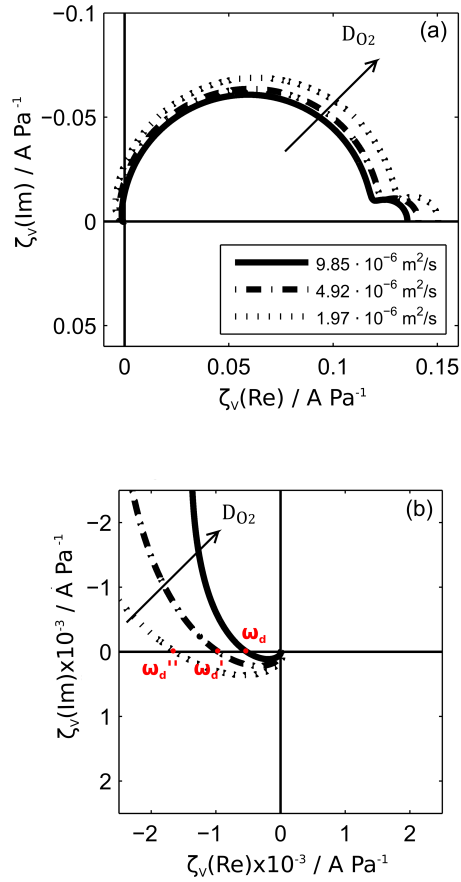 (a)
D_O2
−0.1
−0.05
0
0.05
ζ_V(Im) / A Pa⁻¹
9.85 · 10⁻⁶ m²/s
4.92 · 10⁻⁶ m²/s
1.97 · 10⁻⁶ m²/s
0 0.05 0.1 0.15
ζ_V(Re) / A Pa⁻¹
(b)
D_O2
−2
−1
0
1
2
ω_d
ω_d'' ω_d'
ζ_V(Im)x10⁻³ / A Pa⁻¹
−2 −1 0 1 2
ζ_V(Re)x10⁻³ / A Pa⁻¹